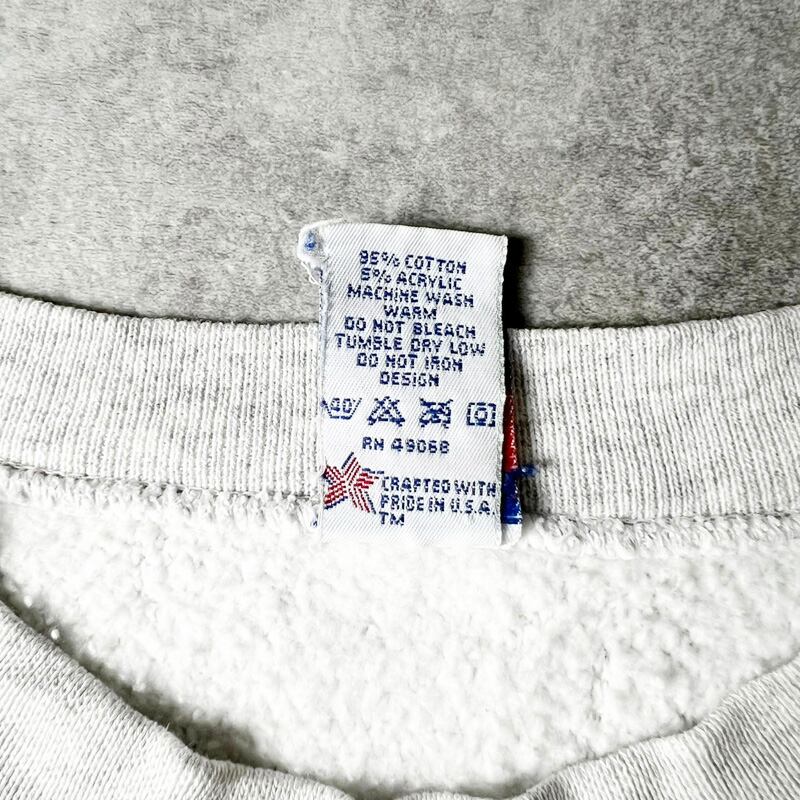 95% COTTON
5% ACRYLIC
MACHINE WASH
WARM
DO NOT BLEACH
TUMBLE DRY LOW
DO NOT IRON
DESIGN
RN 49068
CRAFTED WITH
PRIDE IN U.S.A.
TM